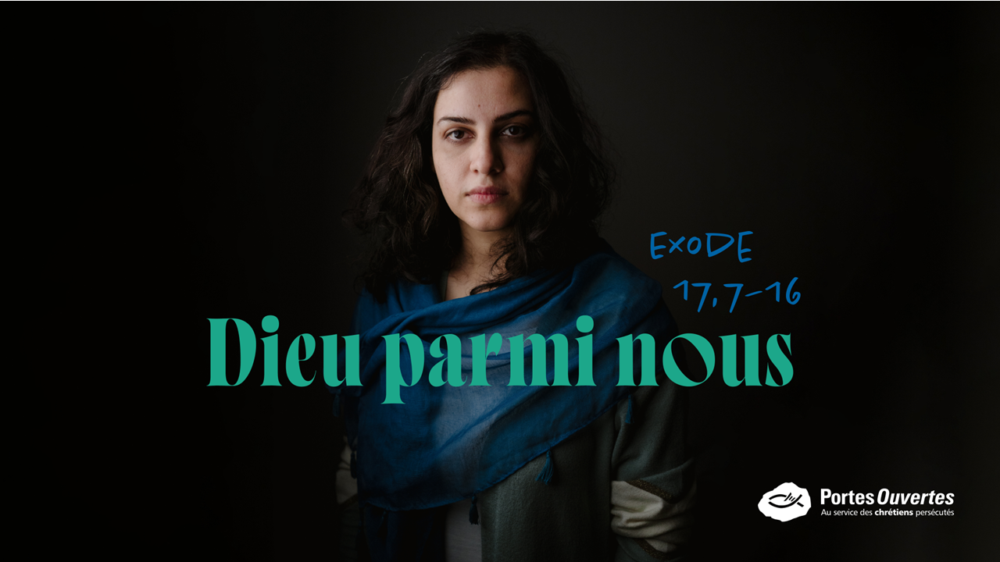 EXODE
17,7-16
Dieu parmi nous
Portes Ouvertes
Au service des chrétiens persécutés